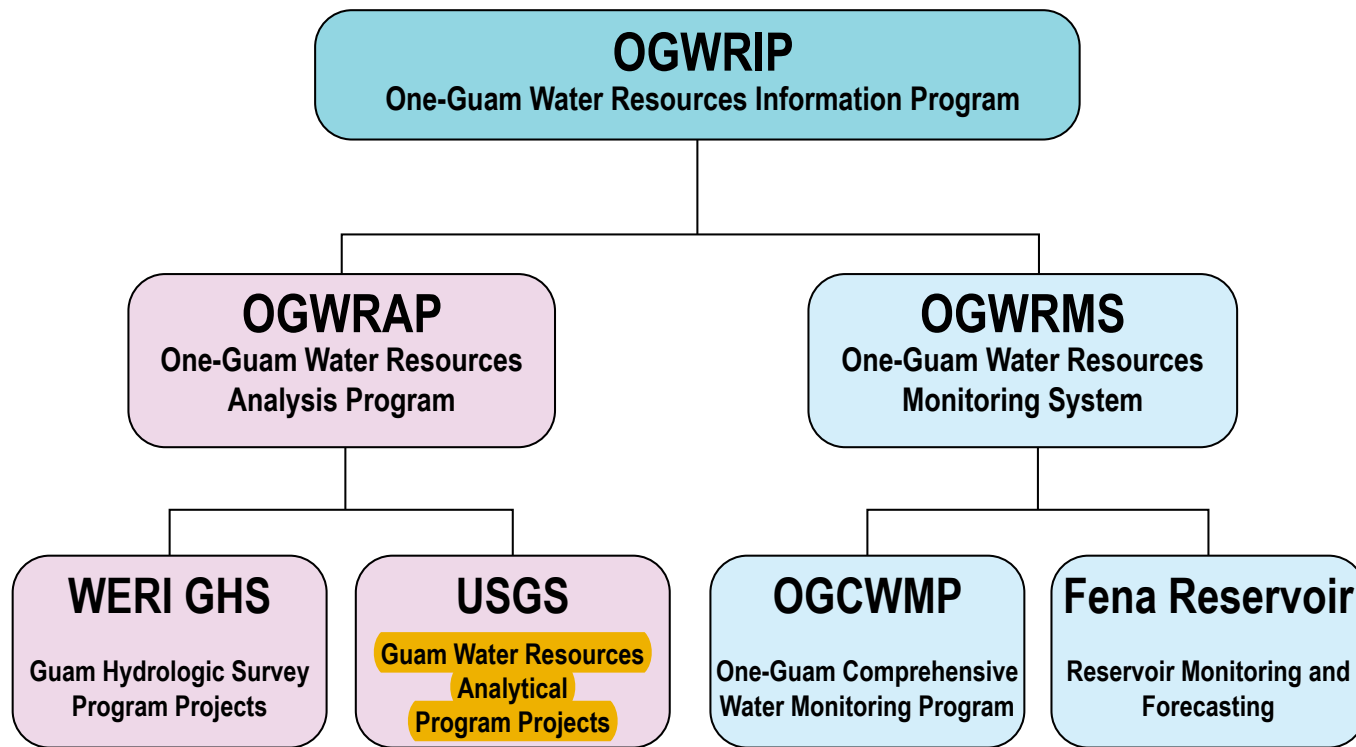 OGWRIP
One-Guam Water Resources Information Program
OGWRAP
One-Guam Water Resources
Analysis Program
OGWRMS
One-Guam Water Resources
Monitoring System
WERI GHS
Guam Hydrologic Survey
Program Projects
USGS
Guam Water Resources
Analytical
Program Projects
OGCWMP
One-Guam Comprehensive
Water Monitoring Program
Fena Reservoir
Reservoir Monitoring and
Forecasting